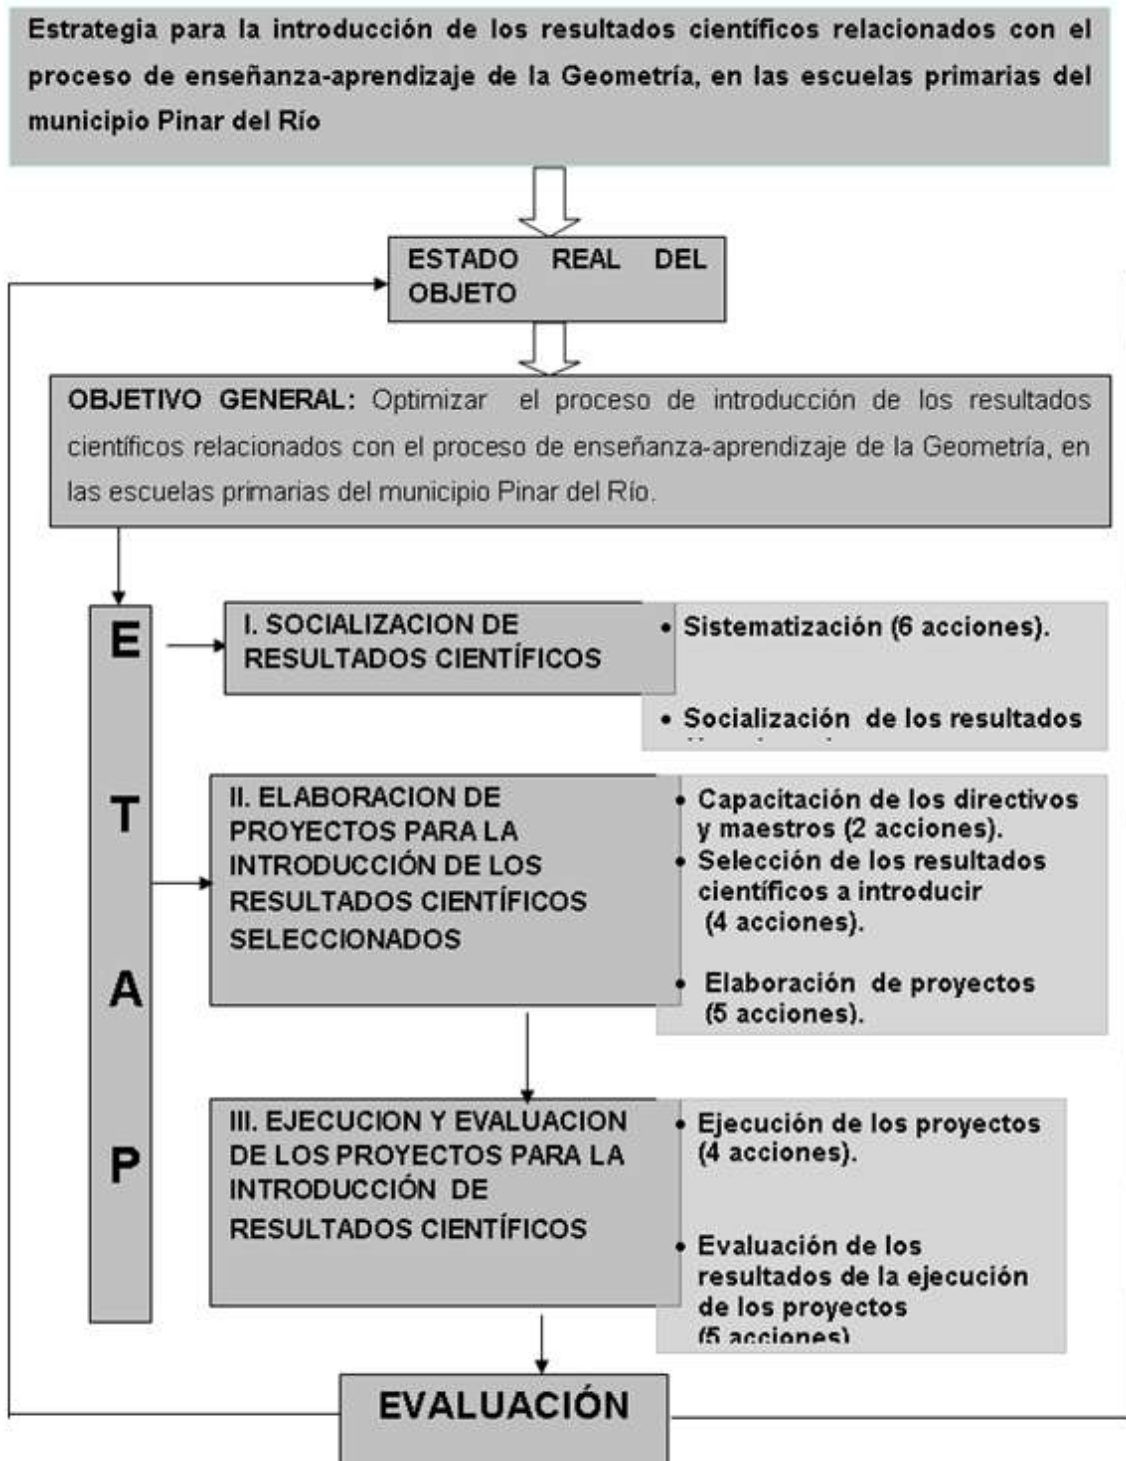 Estrategia para la introducción de los resultados científicos relacionados con el
proceso de enseñanza-aprendizaje de la Geometría, en las escuelas primarias del
municipio Pinar del Río
ESTADO REAL DEL
OBJETO
OBJETIVO GENERAL: Optimizar el proceso de introducción de los resultados
científicos relacionados con el proceso de enseñanza-aprendizaje de la Geometría, en
las escuelas primarias del municipio Pinar del Río.
E
T
A
P
I. SOCIALIZACION DE
RESULTADOS CIENTÍFICOS
• Sistematización (6 acciones).
• Socialización de los resultados
II. ELABORACION DE
PROYECTOS PARA LA
INTRODUCCIÓN DE LOS
RESULTADOS CIENTÍFICOS
SELECCIONADOS
• Capacitación de los directivos
y maestros (2 acciones).
• Selección de los resultados
científicos a introducir
(4 acciones).
• Elaboración de proyectos
(5 acciones).
III. EJECUCION Y EVALUACION
DE LOS PROYECTOS PARA LA
INTRODUCCIÓN DE
RESULTADOS CIENTÍFICOS
• Ejecución de los proyectos
(4 acciones).
• Evaluación de los
resultados de la ejecución
de los proyectos
(5 acciones)
EVALUACIÓN